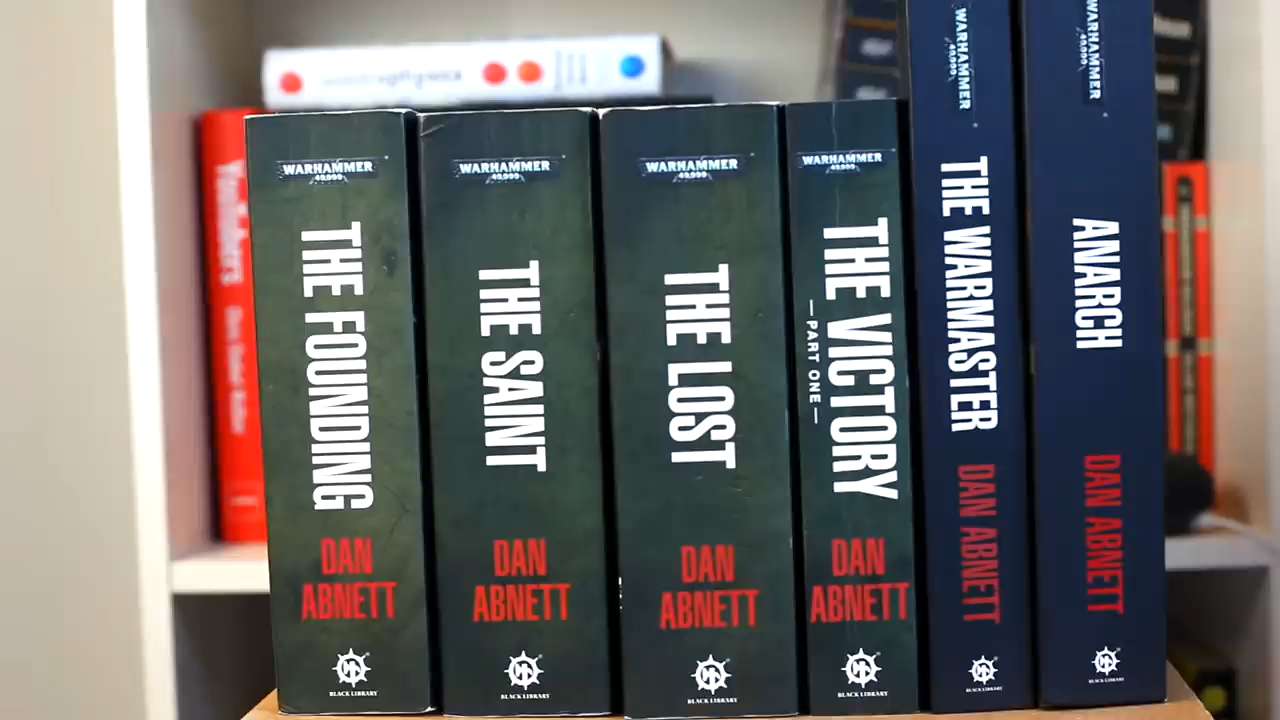 WARHAMMER
40,000
THE FOUNDING
DAN
ABNETT
BLACK LIBRARY
WARHAMMER
40,000
THE SAINT
DAN
ABNETT
BLACK LIBRARY
WARHAMMER
40,000
THE LOST
DAN
ABNETT
BLACK LIBRARY
WARHAMMER
40,000
THE VICTORY
— PART ONE —
DAN
ABNETT
BLACK LIBRARY
WARHAMMER
40,000
THE WARMASTER
DAN ABNETT
BLACK LIBRARY
WARHAMMER
40,000
ANARCH
DAN ABNETT
BLACK LIBRARY